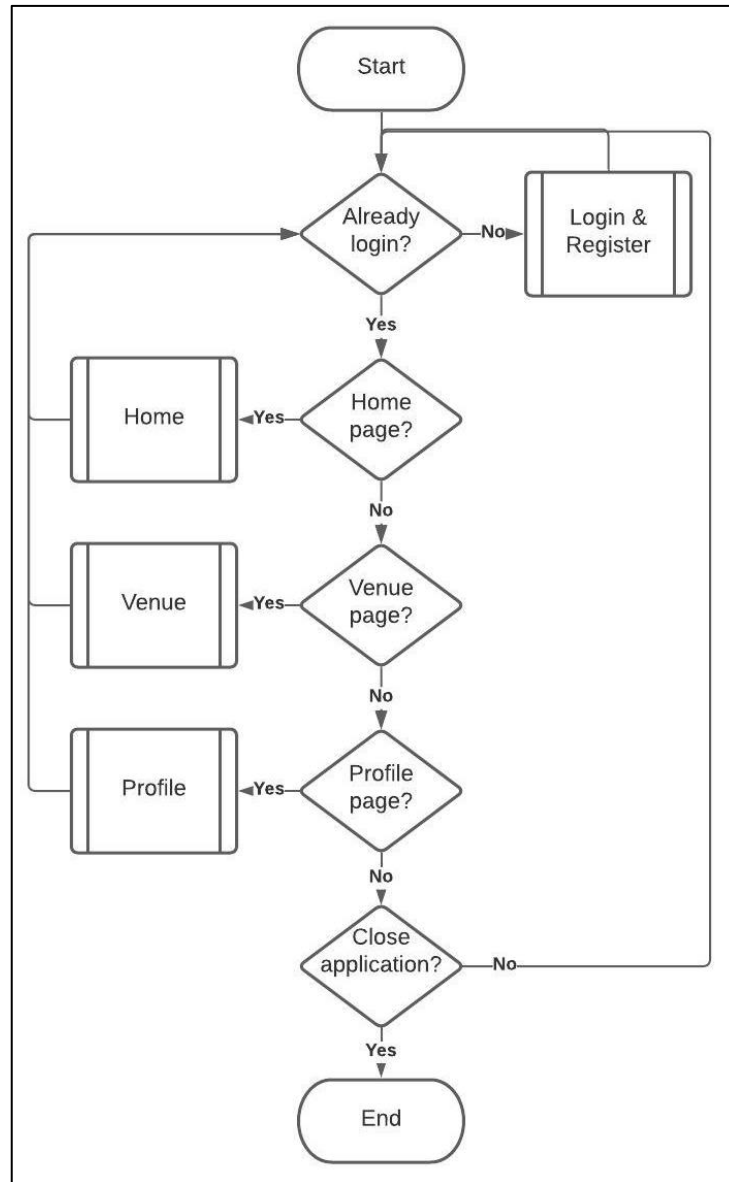 Start
Already
login?
No
Login &
Register
Yes
Home
Yes
Home
page?
No
Venue
Yes
Venue
page?
No
Profile
Yes
Profile
page?
No
Close
application?
No
Yes
End